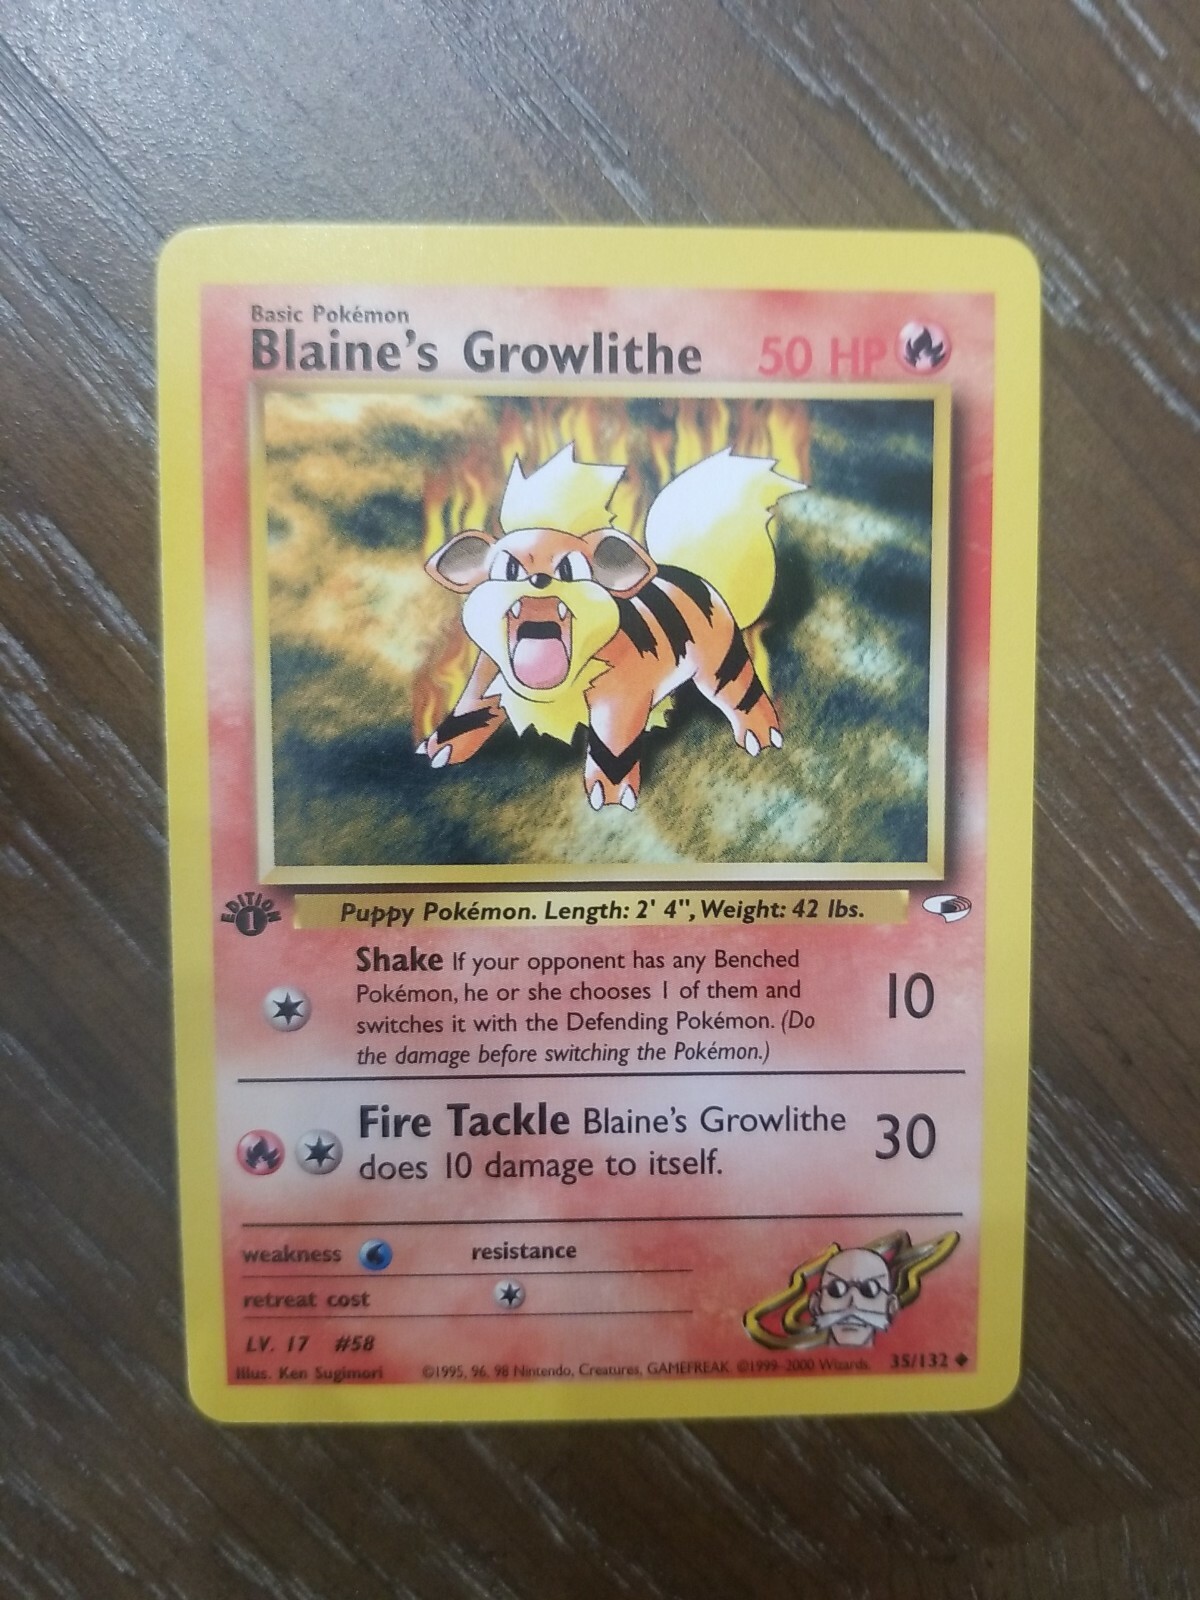 Basic Pokémon
Blaine's Growlithe 50 HP
EDITION 1
Puppy Pokémon. Length: 2' 4", Weight: 42 lbs.
Shake If your opponent has any Benched
Pokémon, he or she chooses 1 of them and
switches it with the Defending Pokémon. (Do
the damage before switching the Pokémon.)
10
Fire Tackle Blaine's Growlithe
does 10 damage to itself.
30
weakness resistance
retreat cost
LV. 17 #58
Illus. Ken Sugimori ©1995, 96, 98 Nintendo, Creatures, GAMEFREAK ©1999-2000 Wizards. 35/132